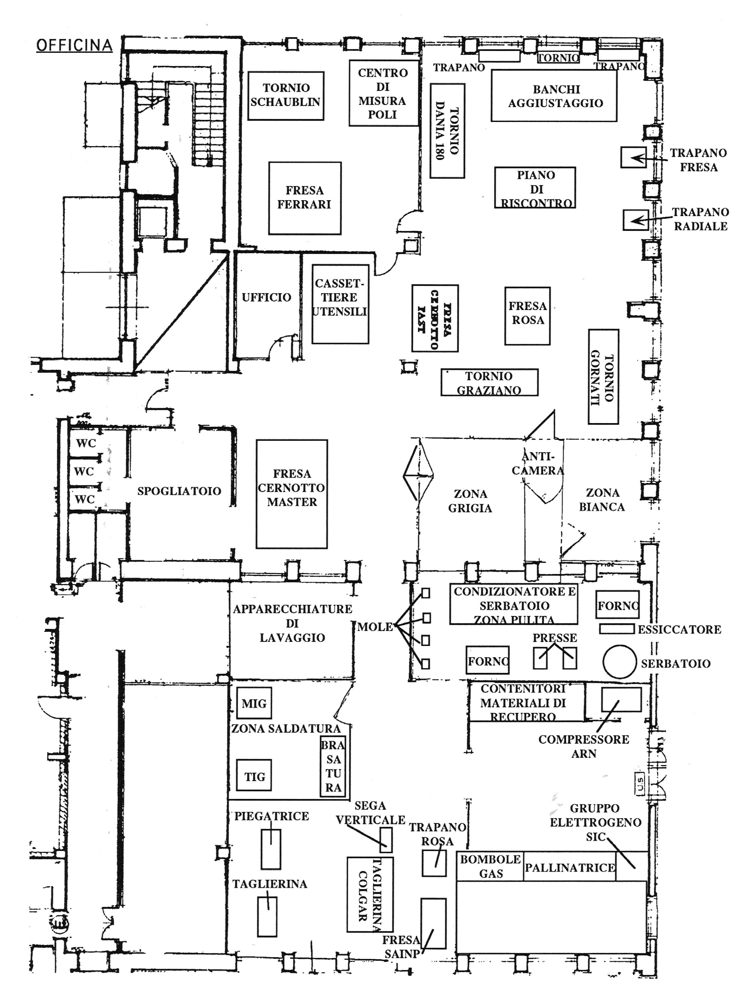 OFFICINA
TRAPANO
TORNIO
TRAPANO
TORNIO
SCHAUBLIN
CENTRO
DI
MISURA
POLI
TORNIO
DANIA 180
BANCHI
AGGIUSTAGGIO
TRAPANO
FRESA
FRESA
FERRARI
PIANO
DI
RISCONTRO
TRAPANO
RADIALE
UFFICIO
CASSET-
TIERE
UTENSILI
FRESA
FAST
FRESA
ROSA
TORNIO
GORNATI
TORNIO
GRAZIANO
WC
WC
WC
SPOGLIATOIO
FRESA
CERNOTTO
MASTER
ZONA
GRIGIA
ANTI-
CAMERA
ZONA
BIANCA
APPARECCHIATURE
DI
LAVAGGIO
MOLE
CONDIZIONATORE E
SERBATOIO
ZONA PULITA
FORNO
ESSICCATORE
PRESSE
FORNO
SERBATOIO
MIG
ZONA SALDATURA
BRA
SA
TU
RA
TIG
CONTENITORI
MATERIALI DI
RECUPERO
COMPRESSORE
ARN
U.S
PIEGATRICE
SEGA
VERTICALE
TRAPANO
ROSA
GRUPPO
ELETTROGENO
SIC
BOMBOLE
GAS
PALLINATRICE
TAGLIERINA
TAGLIERINA
COLGAR
FRESA
SAINP
E